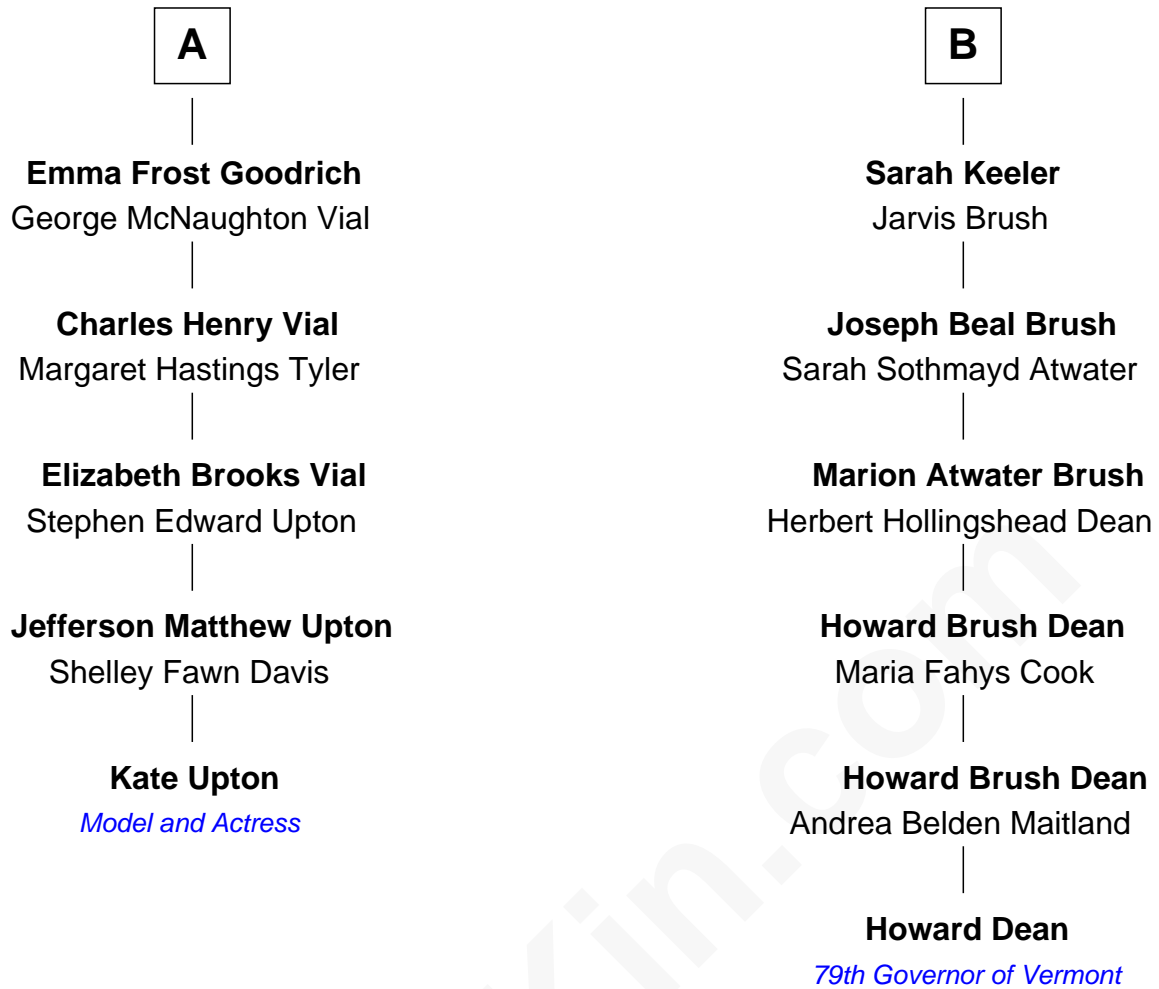 A
Emma Frost Goodrich
George McNaughton Vial
Charles Henry Vial
Margaret Hastings Tyler
Elizabeth Brooks Vial
Stephen Edward Upton
Jefferson Matthew Upton
Shelley Fawn Davis
Kate Upton
Model and Actress
B
Sarah Keeler
Jarvis Brush
Joseph Beal Brush
Sarah Sothmayd Atwater
Marion Atwater Brush
Herbert Hollingshead Dean
Howard Brush Dean
Maria Fahys Cook
Howard Brush Dean
Andrea Belden Maitland
Howard Dean
79th Governor of Vermont
Kin.com